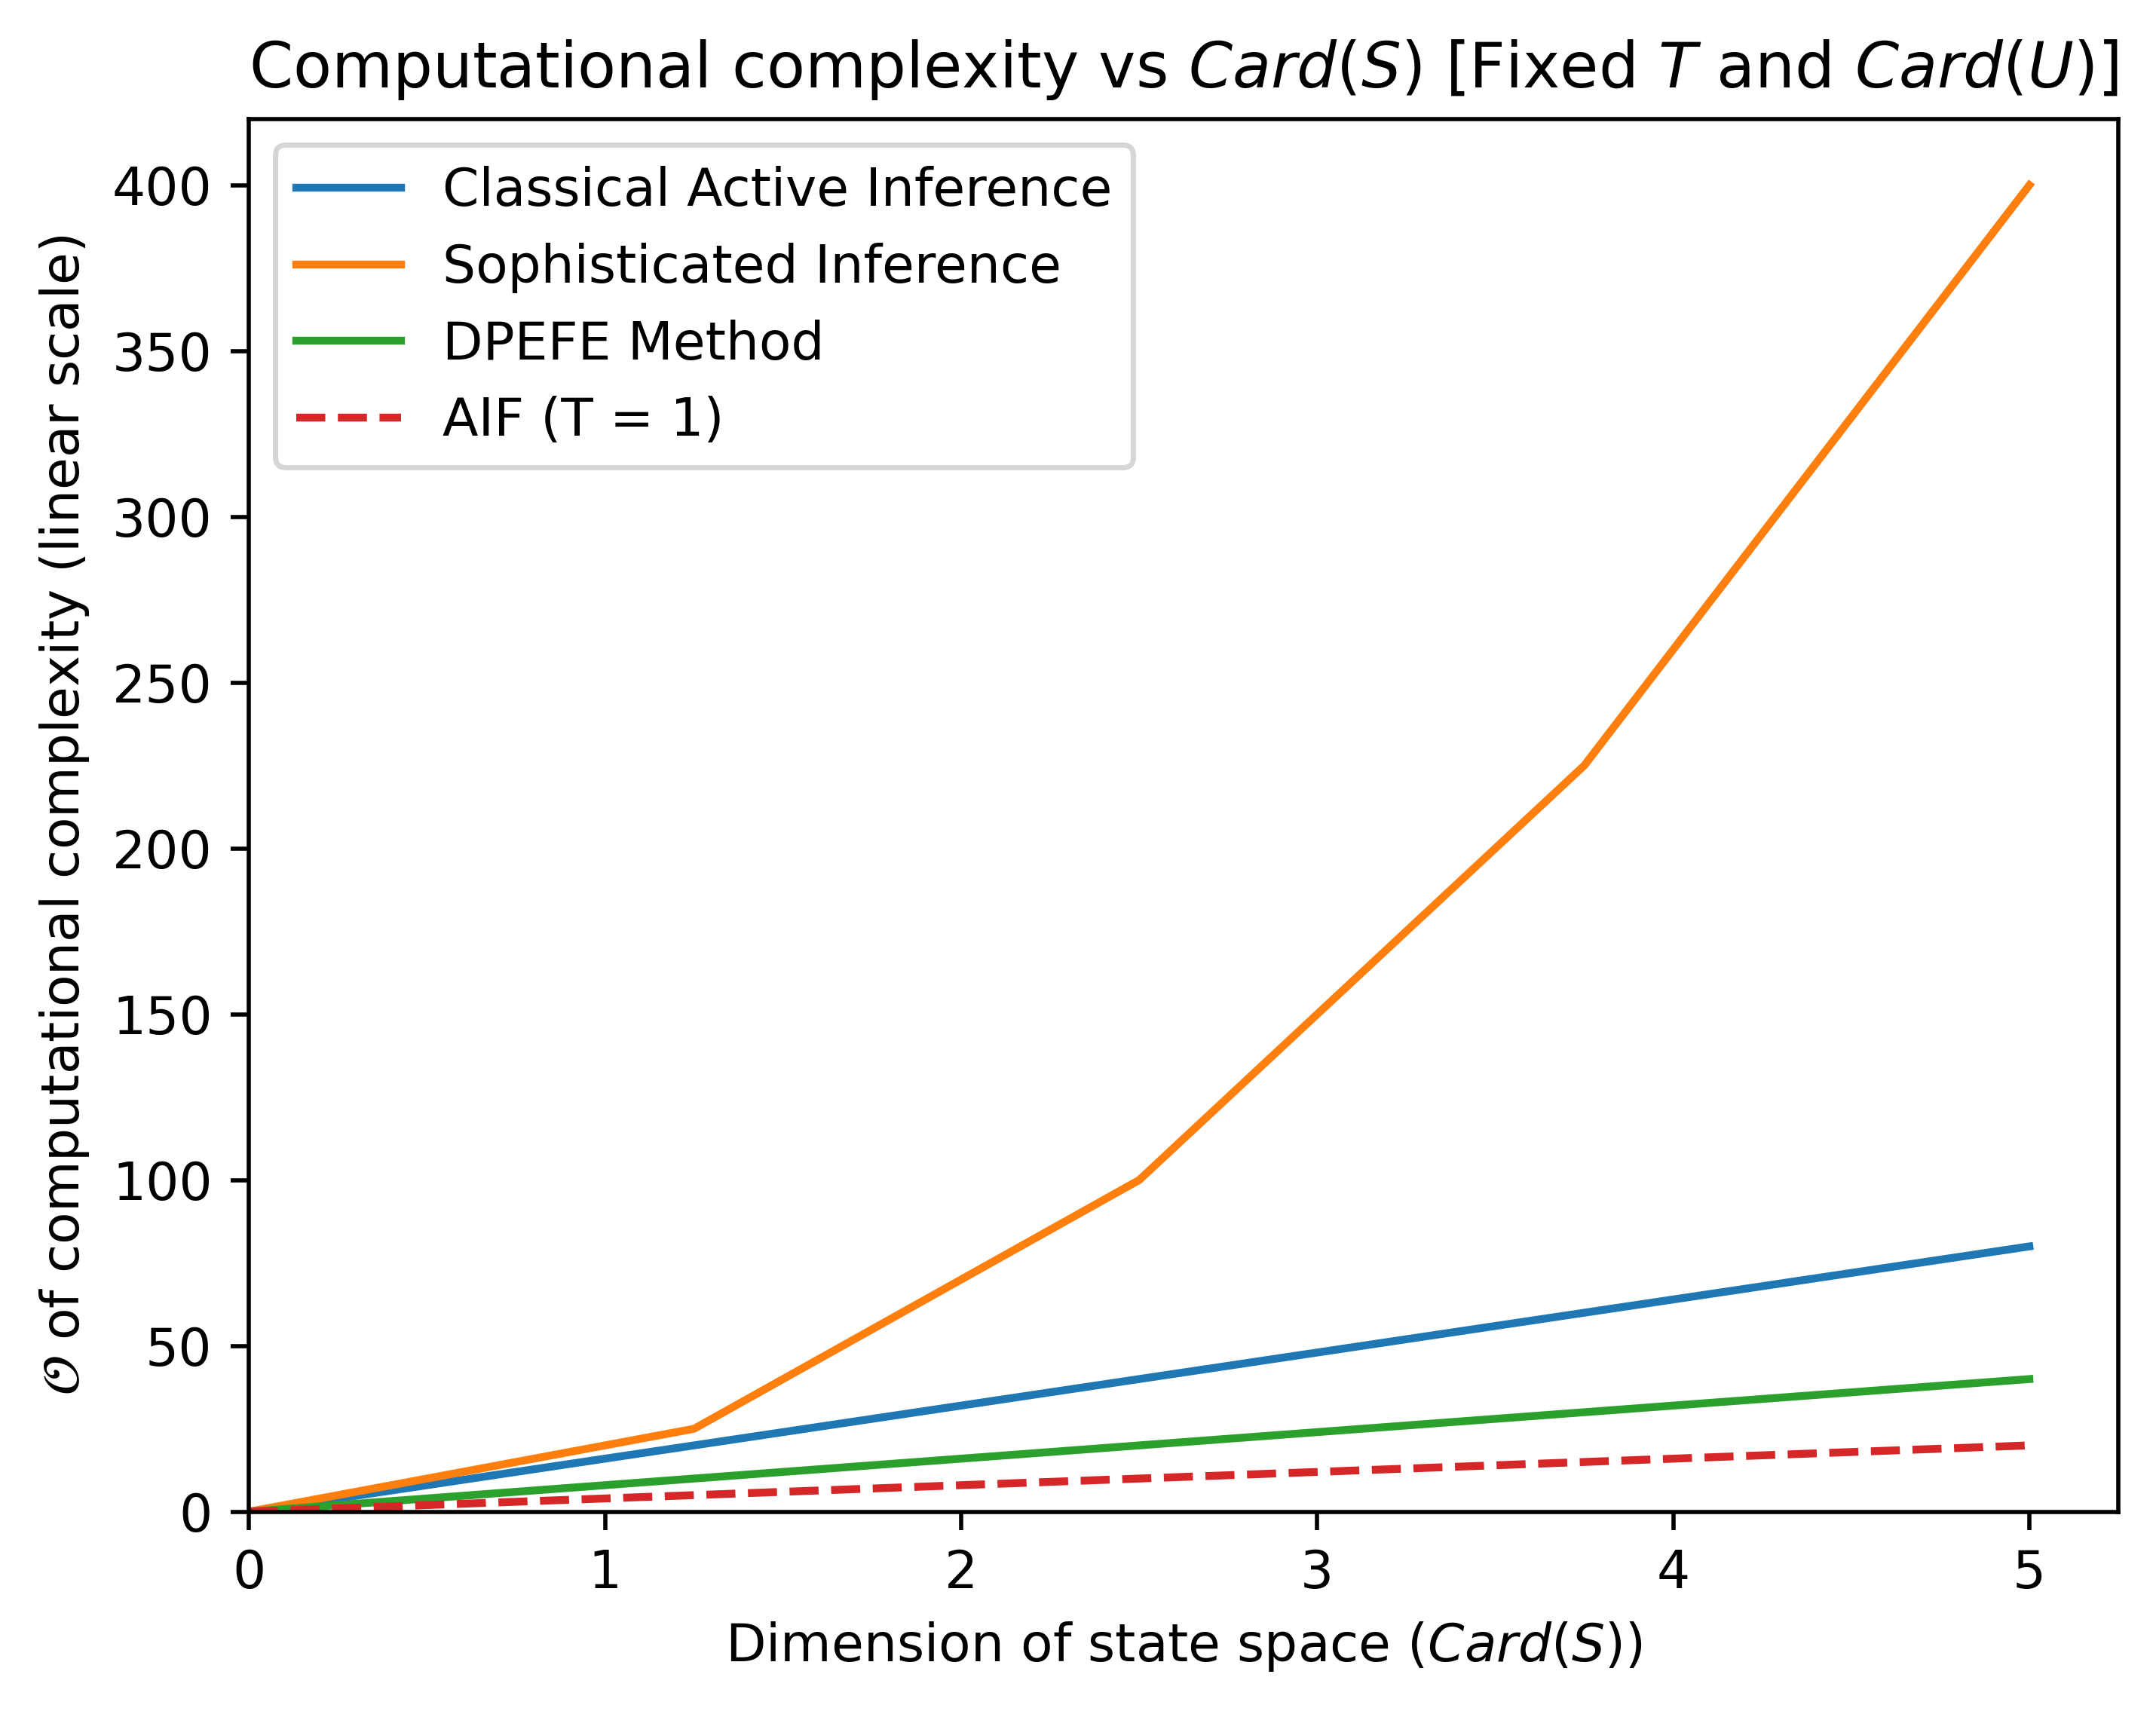 Computational complexity vs Card(S) [Fixed T and Card(U)]
Classical Active Inference
Sophisticated Inference
DPEFE Method
AIF (T = 1)
𝒪 of computational complexity (linear scale)
400
350
300
250
200
150
100
50
0
0 1 2 3 4 5
Dimension of state space (Card(S))